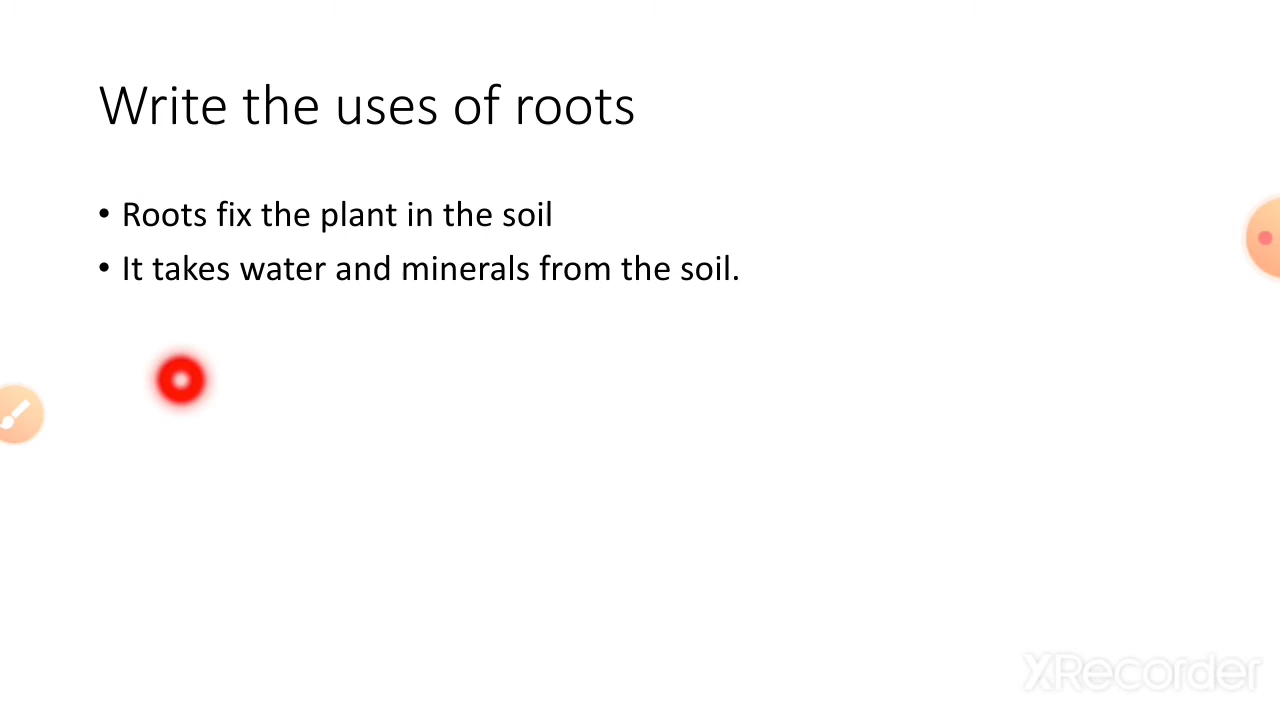 Write the uses of roots
• Roots fix the plant in the soil
• It takes water and minerals from the soil.
XRecorder